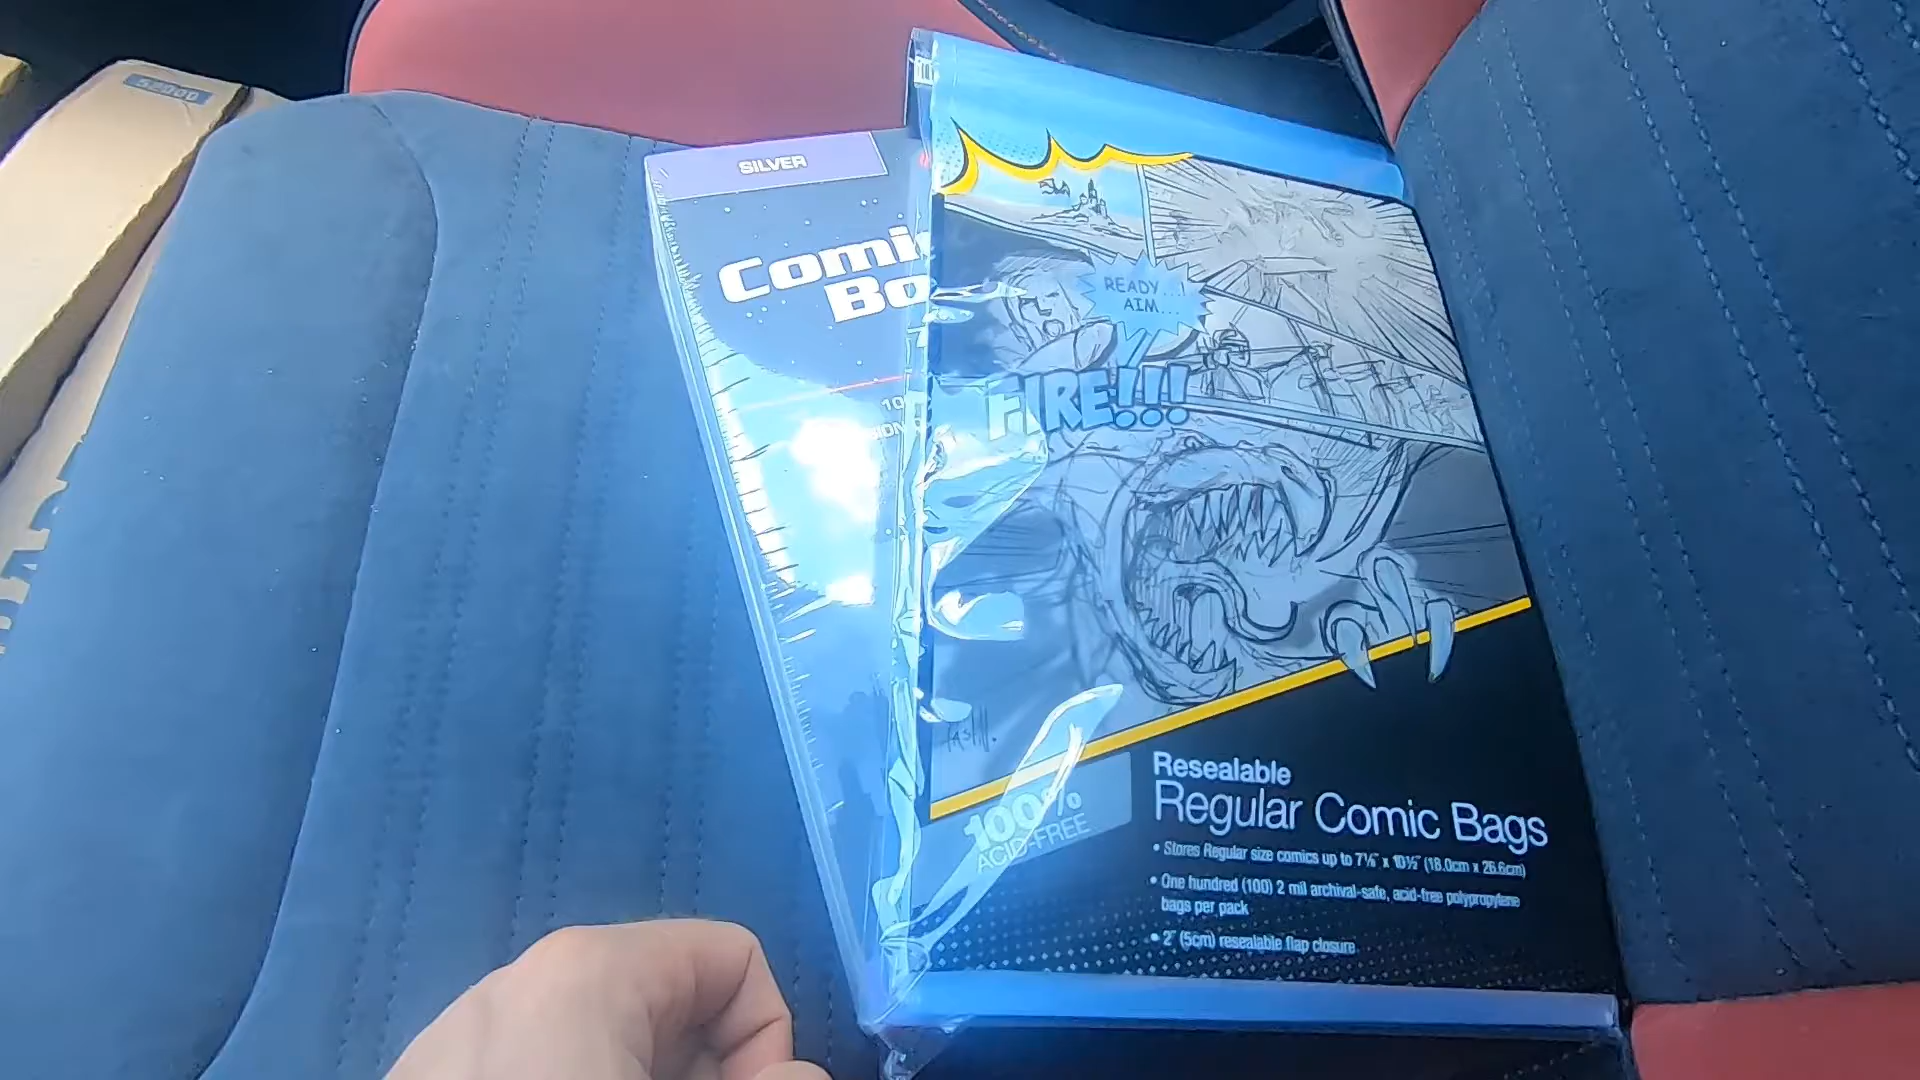 52000
SILVER
READY...!
AIM...
FIRE!!!
100%
ACID-FREE
Resealable
Regular Comic Bags
• Stores Regular size comics up to 7⅛" x 10½" (18.0cm x 26.6cm)
• One hundred (100) 2 mil archival-safe, acid-free polypropylene
bags per pack
• 2" (5cm) resealable flap closure